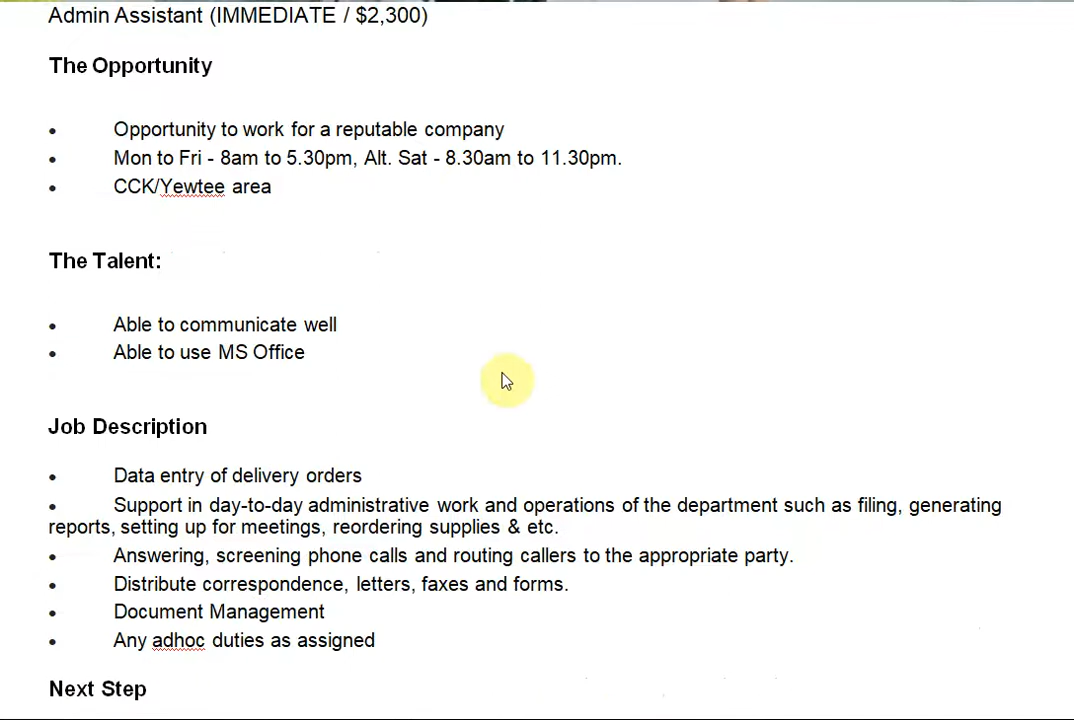 Admin Assistant (IMMEDIATE / $2,300)
The Opportunity
• Opportunity to work for a reputable company
• Mon to Fri - 8am to 5.30pm, Alt. Sat - 8.30am to 11.30pm.
• CCK/Yewtee area
The Talent:
• Able to communicate well
• Able to use MS Office
Job Description
• Data entry of delivery orders
• Support in day-to-day administrative work and operations of the department such as filing, generating
reports, setting up for meetings, reordering supplies & etc.
• Answering, screening phone calls and routing callers to the appropriate party.
• Distribute correspondence, letters, faxes and forms.
• Document Management
• Any adhoc duties as assigned
Next Step